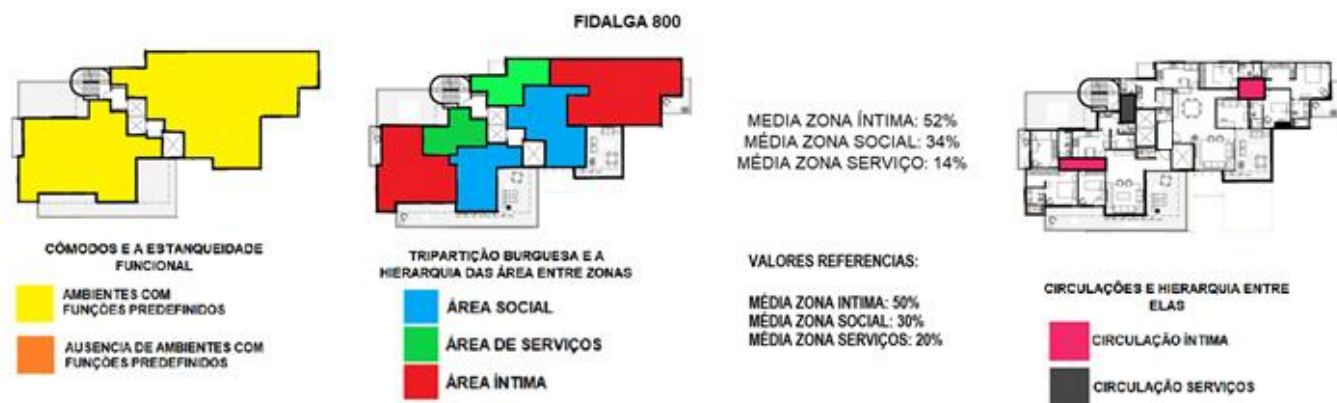 FIDALGA 800
MEDIA ZONA ÍNTIMA: 52%
MÉDIA ZONA SOCIAL: 34%
MÉDIA ZONA SERVIÇO: 14%
CÔMODOS E A ESTANQUEIDADE
FUNCIONAL
AMBIENTES COM
FUNÇÕES PREDEFINIDOS
AUSENCIA DE AMBIENTES COM
FUNÇÕES PREDEFINIDOS
TRIPARTIÇÃO BURGUESA E A
HIERARQUIA DAS ÁREA ENTRE ZONAS
ÁREA SOCIAL
ÁREA DE SERVIÇOS
ÁREA ÍNTIMA
VALORES REFERENCIAS:
MÉDIA ZONA INTIMA: 50%
MÉDIA ZONA SOCIAL: 30%
MÉDIA ZONA SERVIÇOS: 20%
CIRCULAÇÕES E HIERARQUIA ENTRE
ELAS
CIRCULAÇÃO ÍNTIMA
CIRCULAÇÃO SERVIÇOS